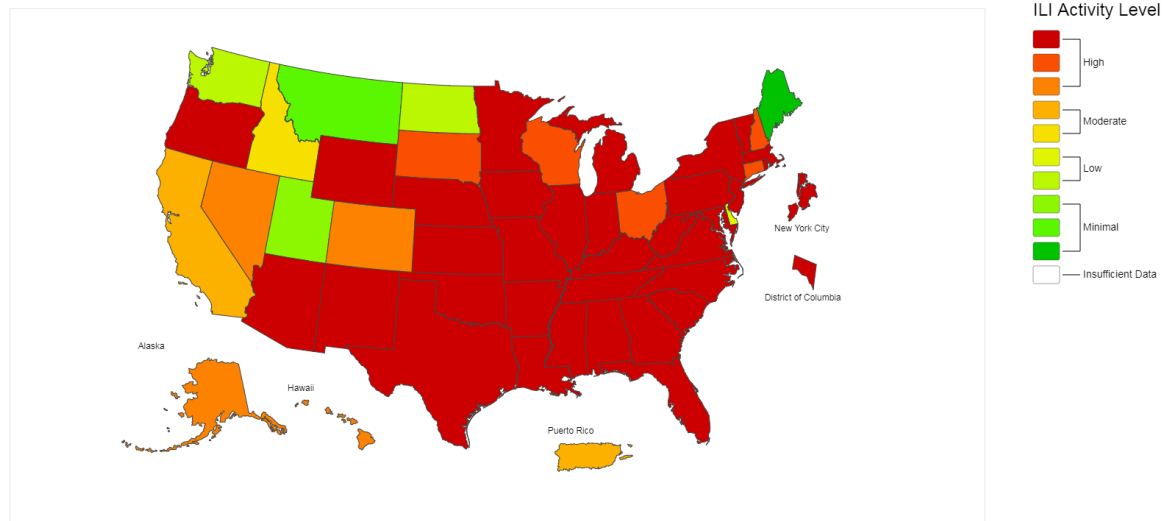 ILI Activity Level
High
Moderate
Low
Minimal
Insufficient Data
New York City
District of Columbia
Alaska
Hawaii
Puerto Rico